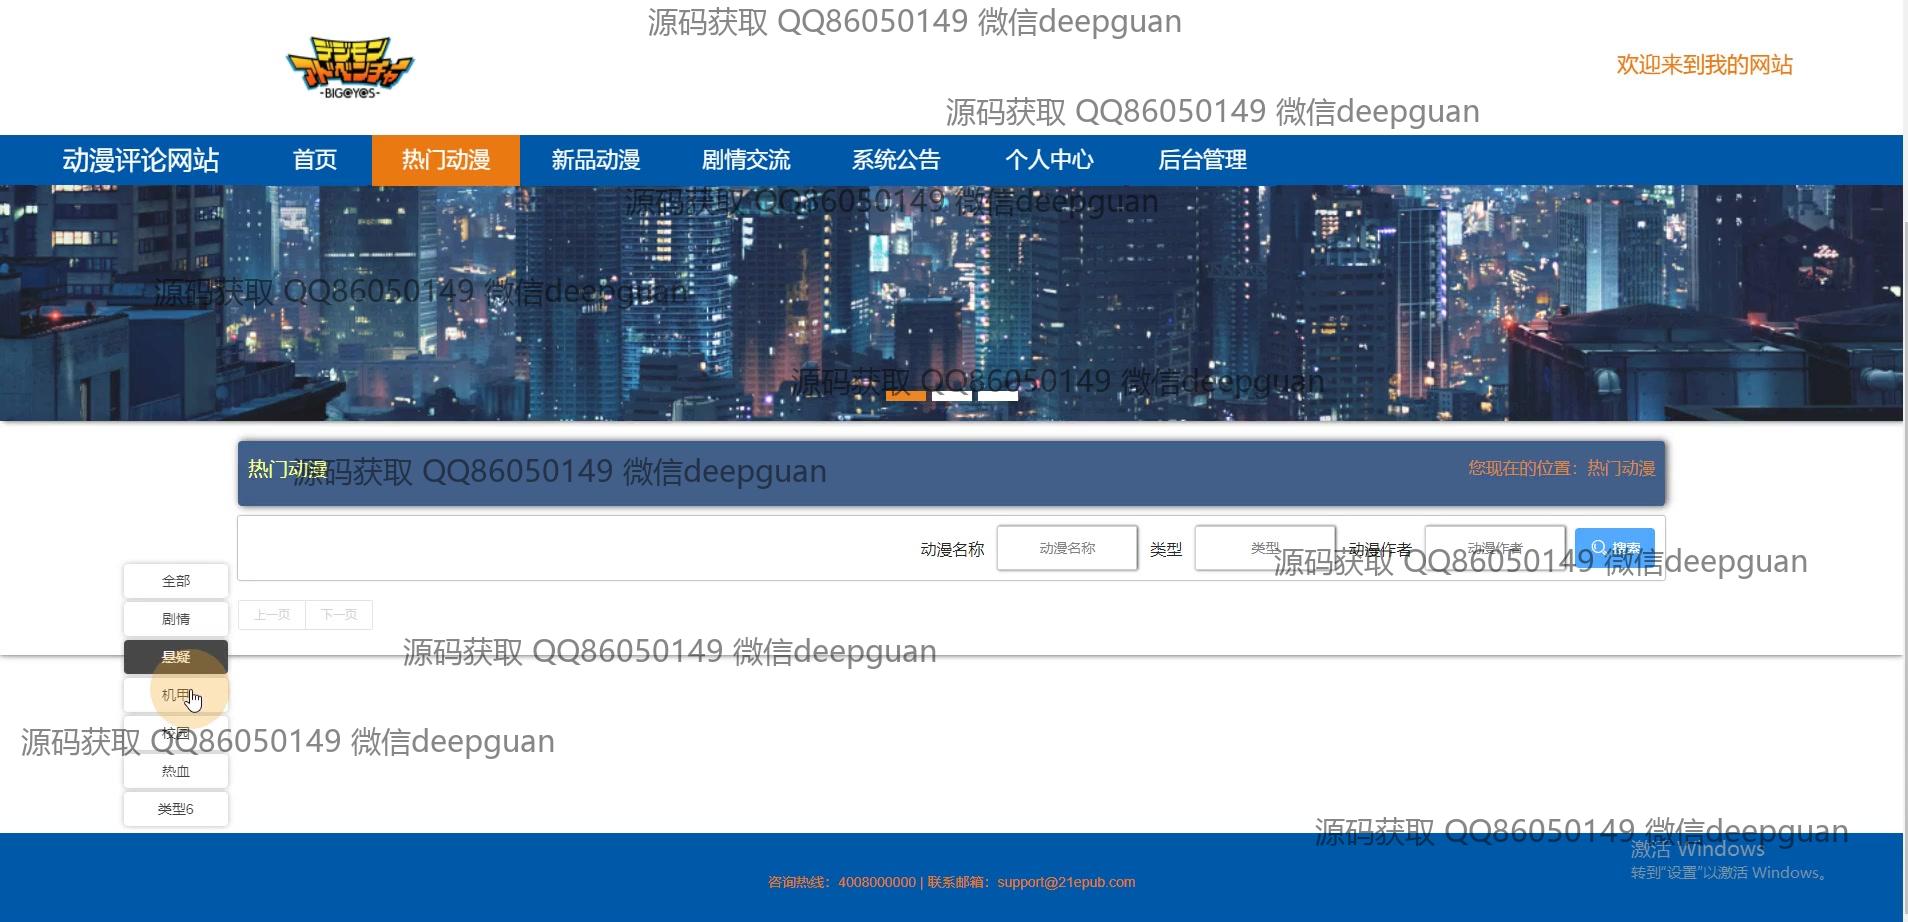 源码获取 QQ86050149 微信deepguan
デジモン
アドベンチャー
-BIGEYES-
欢迎来到我的网站
源码获取 QQ86050149 微信deepguan
动漫评论网站 首页 热门动漫 新品动漫 剧情交流 系统公告 个人中心 后台管理
源码获取 QQ86050149 微信deepguan
源码获取 QQ86050149 微信deepguan
源码获取 QQ86050149 微信deepguan
热门动漫
源码获取 QQ86050149 微信deepguan
您现在的位置：热门动漫
动漫名称 动漫名称 类型 类型 动漫作者 动漫作者 搜索
源码获取 QQ86050149 微信deepguan
全部
上一页 下一页
剧情
源码获取 QQ86050149 微信deepguan
悬疑
机甲
校园
源码获取 QQ86050149 微信deepguan
热血
类型6
源码获取 QQ86050149 微信deepguan
激活 Windows
转到"设置"以激活 Windows。
咨询热线：4008000000 | 联系邮箱：support@21epub.com